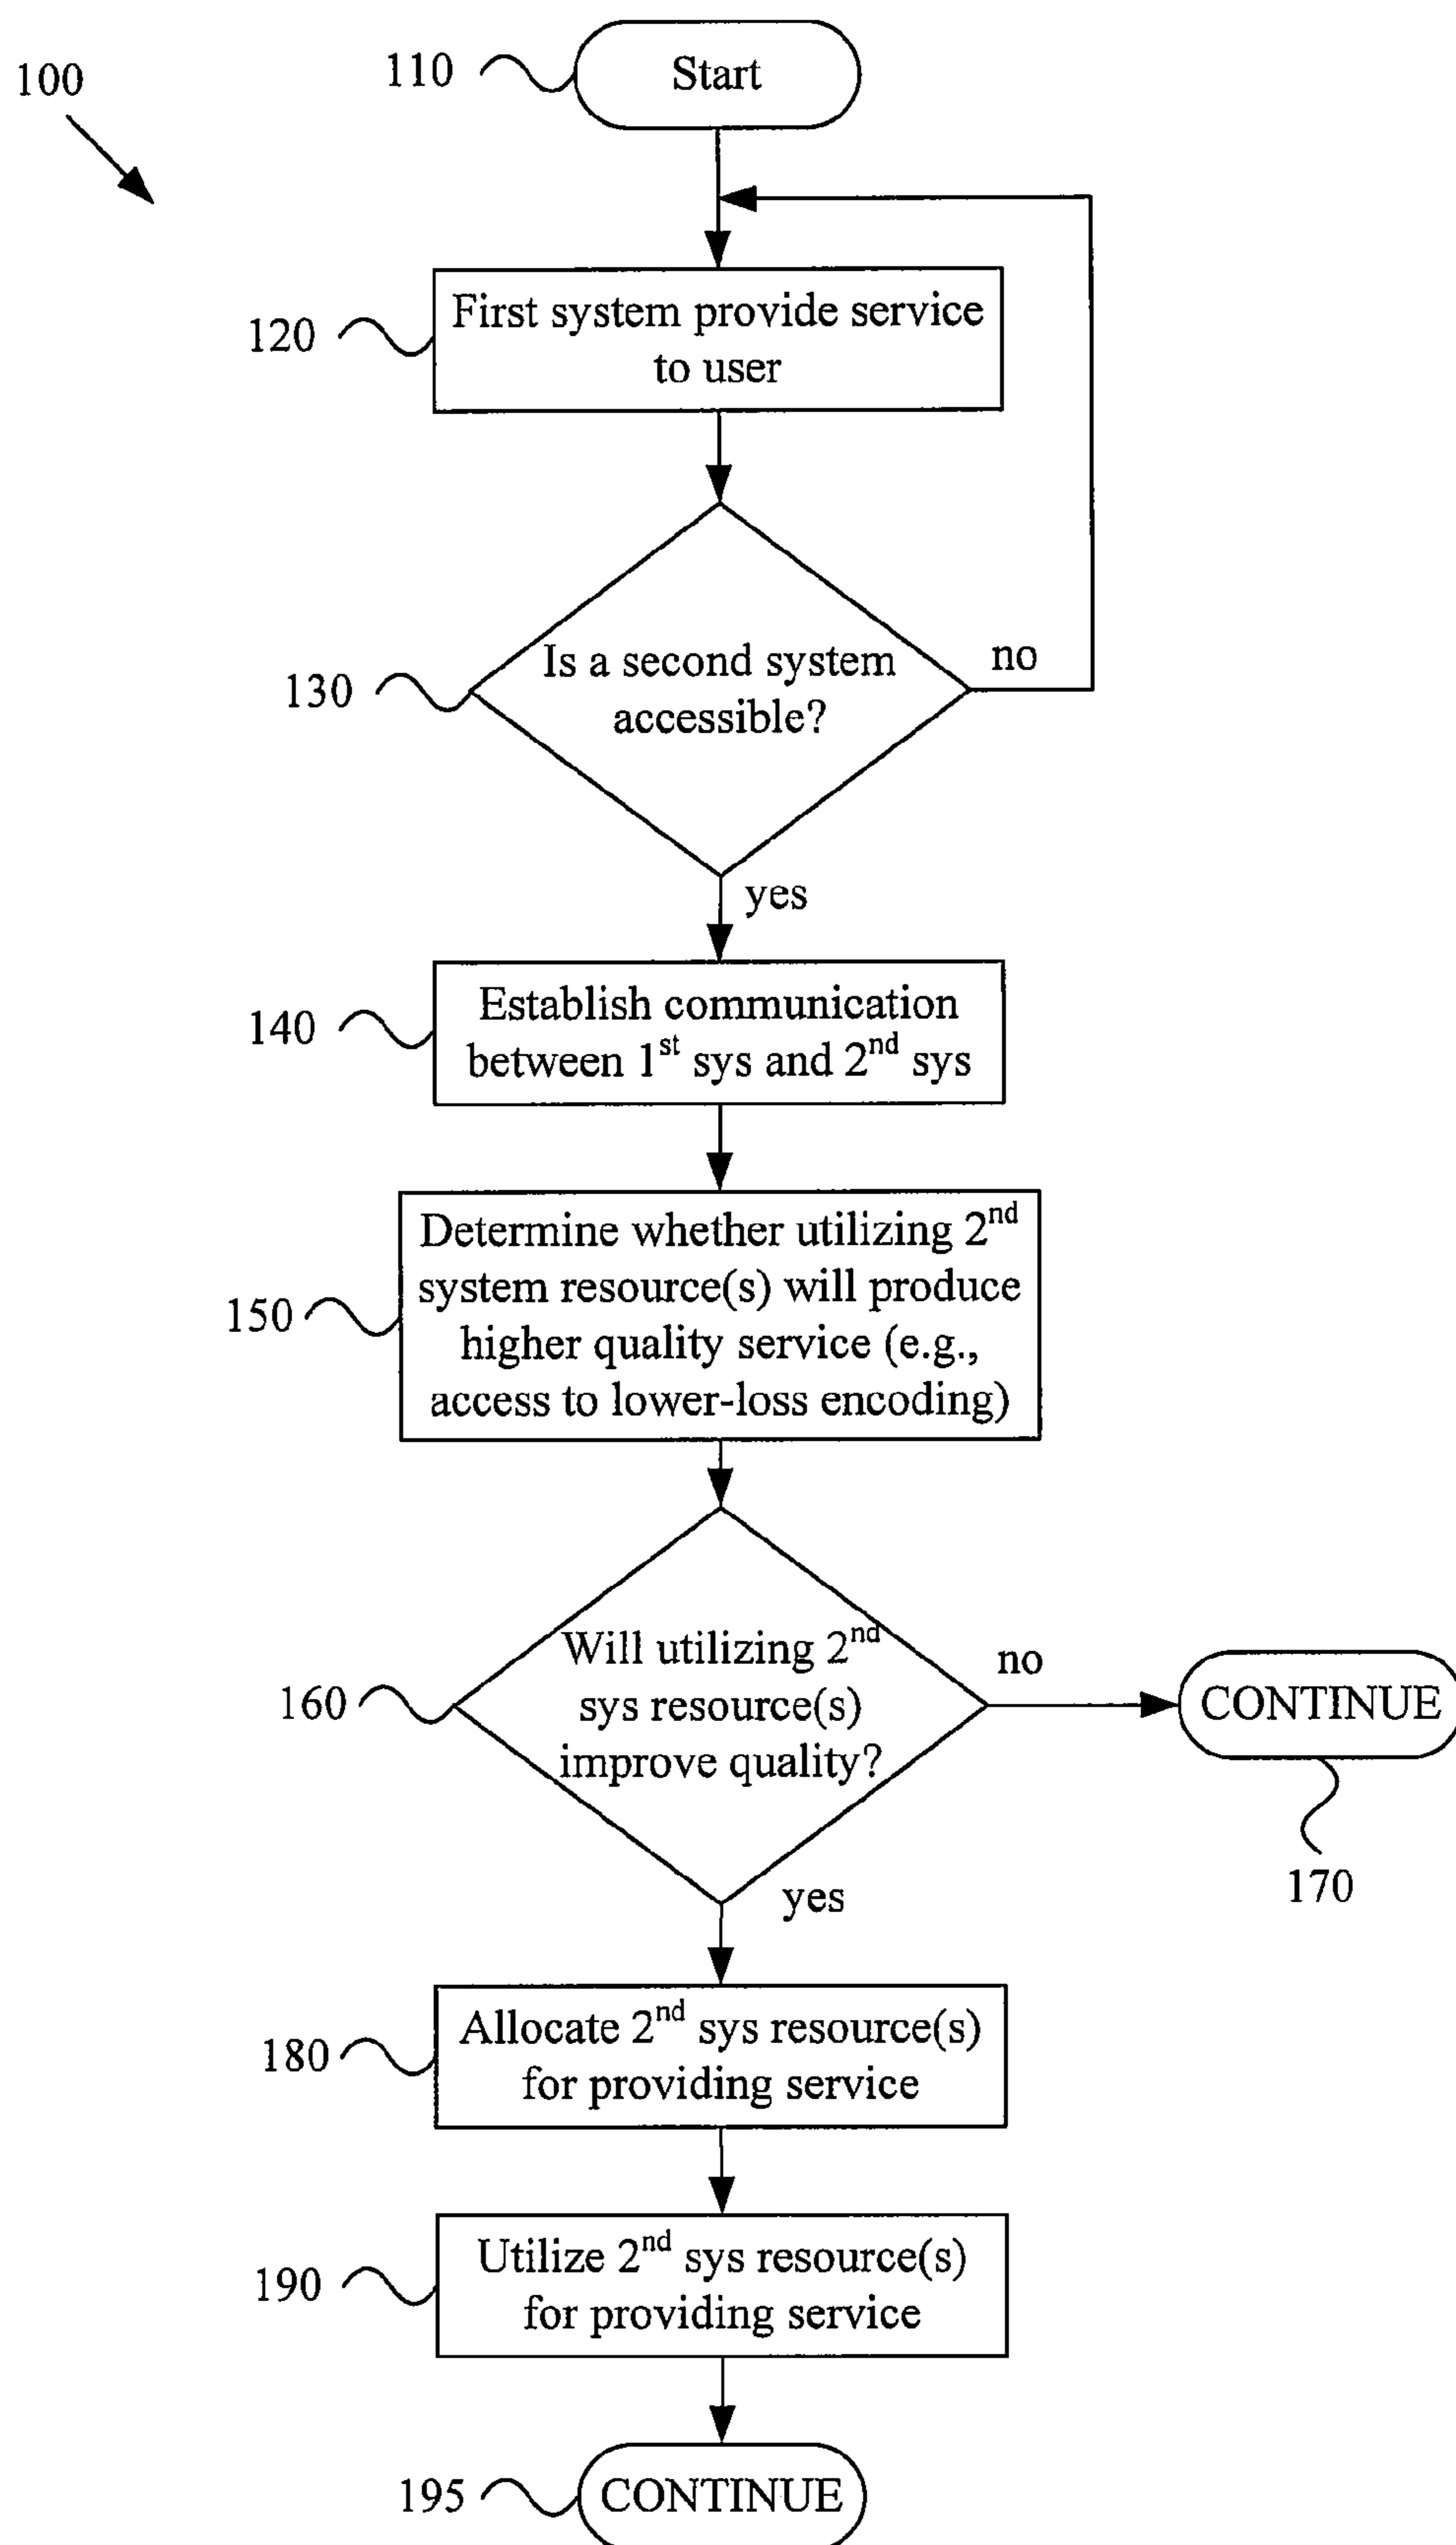 100
110
Start
120
First system provide service
to user
130
Is a second system
accessible?
no
yes
140
Establish communication
between 1st sys and 2nd sys
150
Determine whether utilizing 2nd
system resource(s) will produce
higher quality service (e.g.,
access to lower-loss encoding)
160
Will utilizing 2nd
sys resource(s)
improve quality?
no
CONTINUE
170
yes
180
Allocate 2nd sys resource(s)
for providing service
190
Utilize 2nd sys resource(s)
for providing service
195
CONTINUE